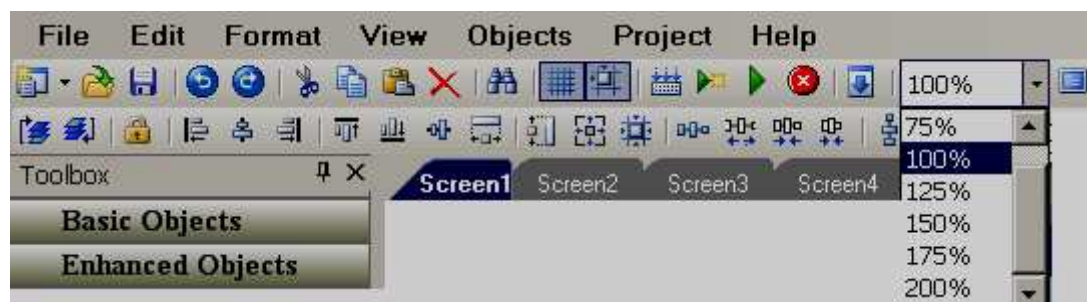 File Edit Format View Objects Project Help
100%
75%
Toolbox
Screen1 Screen2 Screen3 Screen4
100%
125%
Basic Objects
150%
Enhanced Objects
175%
200%